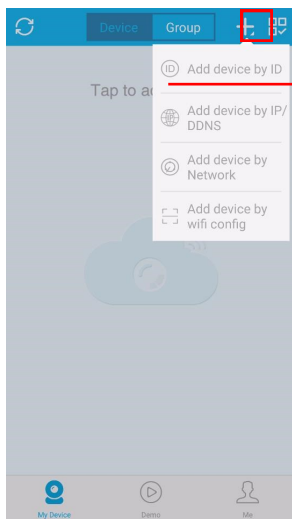 Device Group
ID Add device by ID
Tap to a
Add device by IP/
DDNS
Add device by
Network
Add device by
wifi config
My Device Demo Me